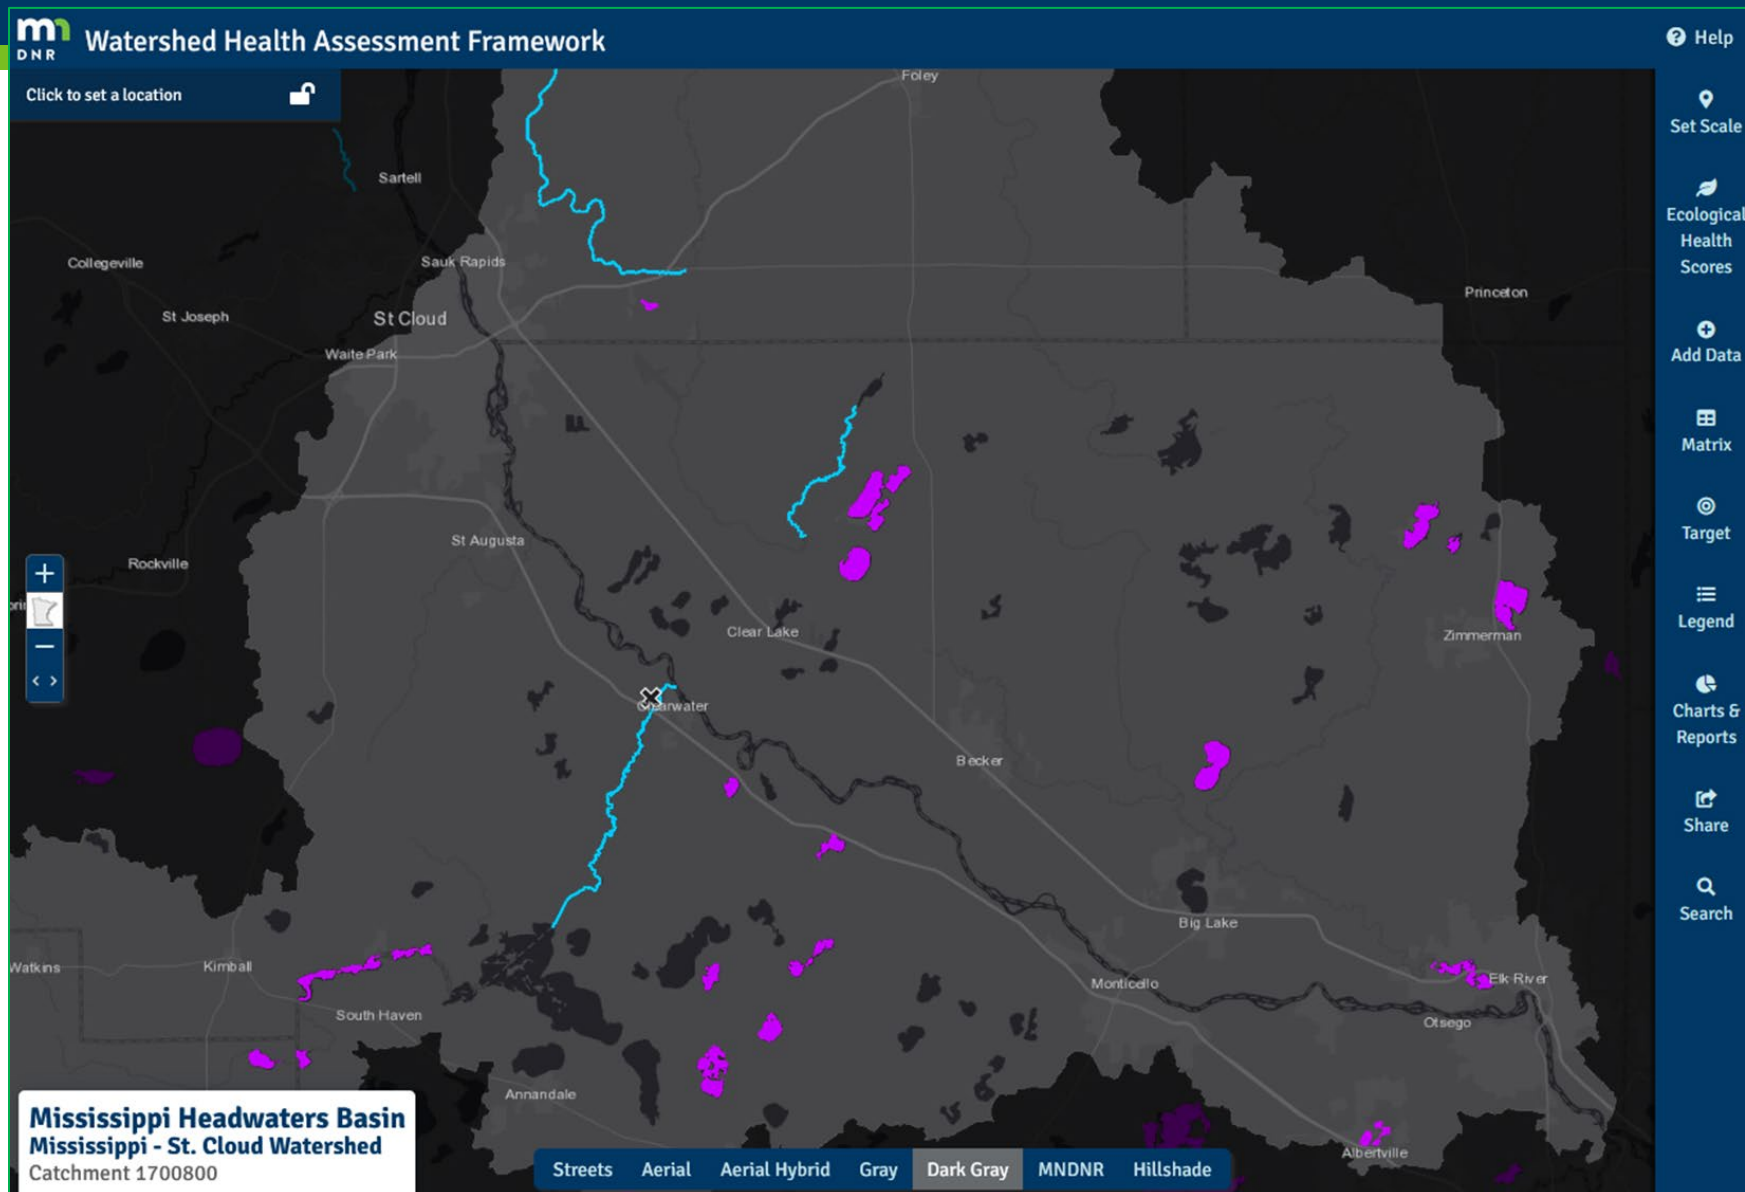 mn
DNR
Watershed Health Assessment Framework
Help
Click to set a location
Set Scale
Ecological
Health
Scores
Add Data
Matrix
Target
Legend
Charts &
Reports
Share
Search
Foley
Sartell
Collegeville
Sauk Rapids
Princeton
St Joseph
St Cloud
Waite Park
St Augusta
Rockville
Clear Lake
Zimmerman
Becker
Big Lake
Watkins
Kimball
Monticello
Elk River
South Haven
Otsego
Annandale
Albertville
Mississippi Headwaters Basin
Mississippi - St. Cloud Watershed
Catchment 1700800
Streets Aerial Aerial Hybrid Gray Dark Gray MNDNR Hillshade